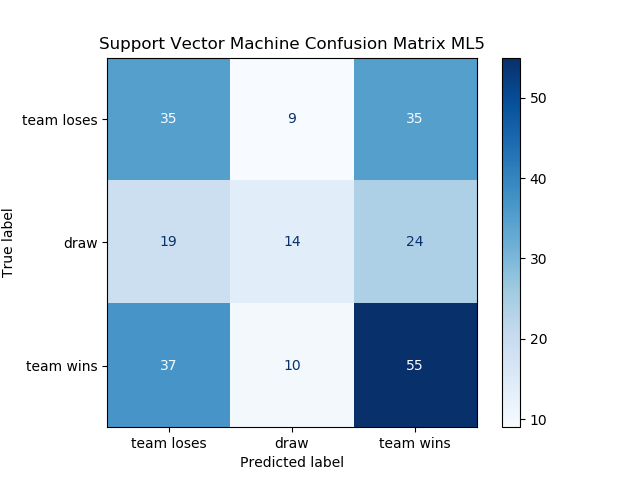 Support Vector Machine Confusion Matrix ML5
True label
team loses
35 9 35
draw
19 14 24
team wins
37 10 55
team loses draw team wins
Predicted label
50
40
30
20
10